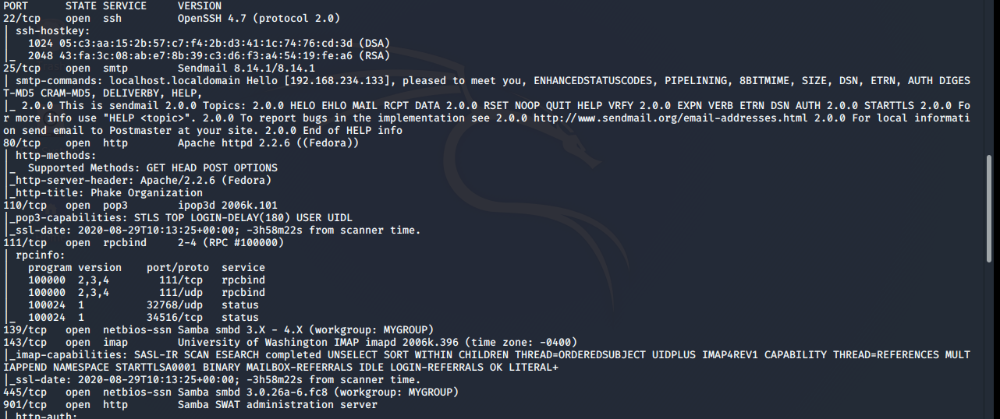 PORT      STATE SERVICE     VERSION
22/tcp    open  ssh         OpenSSH 4.7 (protocol 2.0)
| ssh-hostkey:
|   1024 05:c3:aa:15:2b:57:c7:f4:2b:d3:41:1c:74:76:cd:3d (DSA)
|_  2048 43:fa:3c:08:ab:e7:8b:39:c3:d6:f3:a4:54:19:fe:a6 (RSA)
25/tcp    open  smtp        Sendmail 8.14.1/8.14.1
| smtp-commands: localhost.localdomain Hello [192.168.234.133], pleased to meet you, ENHANCEDSTATUSCODES, PIPELINING, 8BITMIME, SIZE, DSN, ETRN, AUTH DIGES
T-MD5 CRAM-MD5, DELIVERBY, HELP,
|_ 2.0.0 This is sendmail 2.0.0 Topics: 2.0.0 HELO EHLO MAIL RCPT DATA 2.0.0 RSET NOOP QUIT HELP VRFY 2.0.0 EXPN VERB ETRN DSN AUTH 2.0.0 STARTTLS 2.0.0 Fo
r more info use "HELP <topic>". 2.0.0 To report bugs in the implementation see 2.0.0 http://www.sendmail.org/email-addresses.html 2.0.0 For local informati
on send email to Postmaster at your site. 2.0.0 End of HELP info
80/tcp    open  http        Apache httpd 2.2.6 ((Fedora))
| http-methods:
|_  Supported Methods: GET HEAD POST OPTIONS
|_http-server-header: Apache/2.2.6 (Fedora)
|_http-title: Phake Organization
110/tcp   open  pop3        ipop3d 2006k.101
|_pop3-capabilities: STLS TOP LOGIN-DELAY(180) USER UIDL
|_ssl-date: 2020-08-29T10:13:25+00:00; -3h58m22s from scanner time.
111/tcp   open  rpcbind     2-4 (RPC #100000)
| rpcinfo:
|   program version    port/proto  service
|   100000  2,3,4        111/tcp   rpcbind
|   100000  2,3,4        111/udp   rpcbind
|   100024  1          32768/udp   status
|_  100024  1          34516/tcp   status
139/tcp   open  netbios-ssn Samba smbd 3.X - 4.X (workgroup: MYGROUP)
143/tcp   open  imap        University of Washington IMAP imapd 2006k.396 (time zone: -0400)
|_imap-capabilities: SASL-IR SCAN ESEARCH completed UNSELECT SORT WITHIN CHILDREN THREAD=ORDEREDSUBJECT UIDPLUS IMAP4REV1 CAPABILITY THREAD=REFERENCES MULT
IAPPEND NAMESPACE STARTTLSA0001 BINARY MAILBOX-REFERRALS IDLE LOGIN-REFERRALS OK LITERAL+
|_ssl-date: 2020-08-29T10:13:25+00:00; -3h58m22s from scanner time.
445/tcp   open  netbios-ssn Samba smbd 3.0.26a-6.fc8 (workgroup: MYGROUP)
901/tcp   open  http        Samba SWAT administration server
| http-auth: